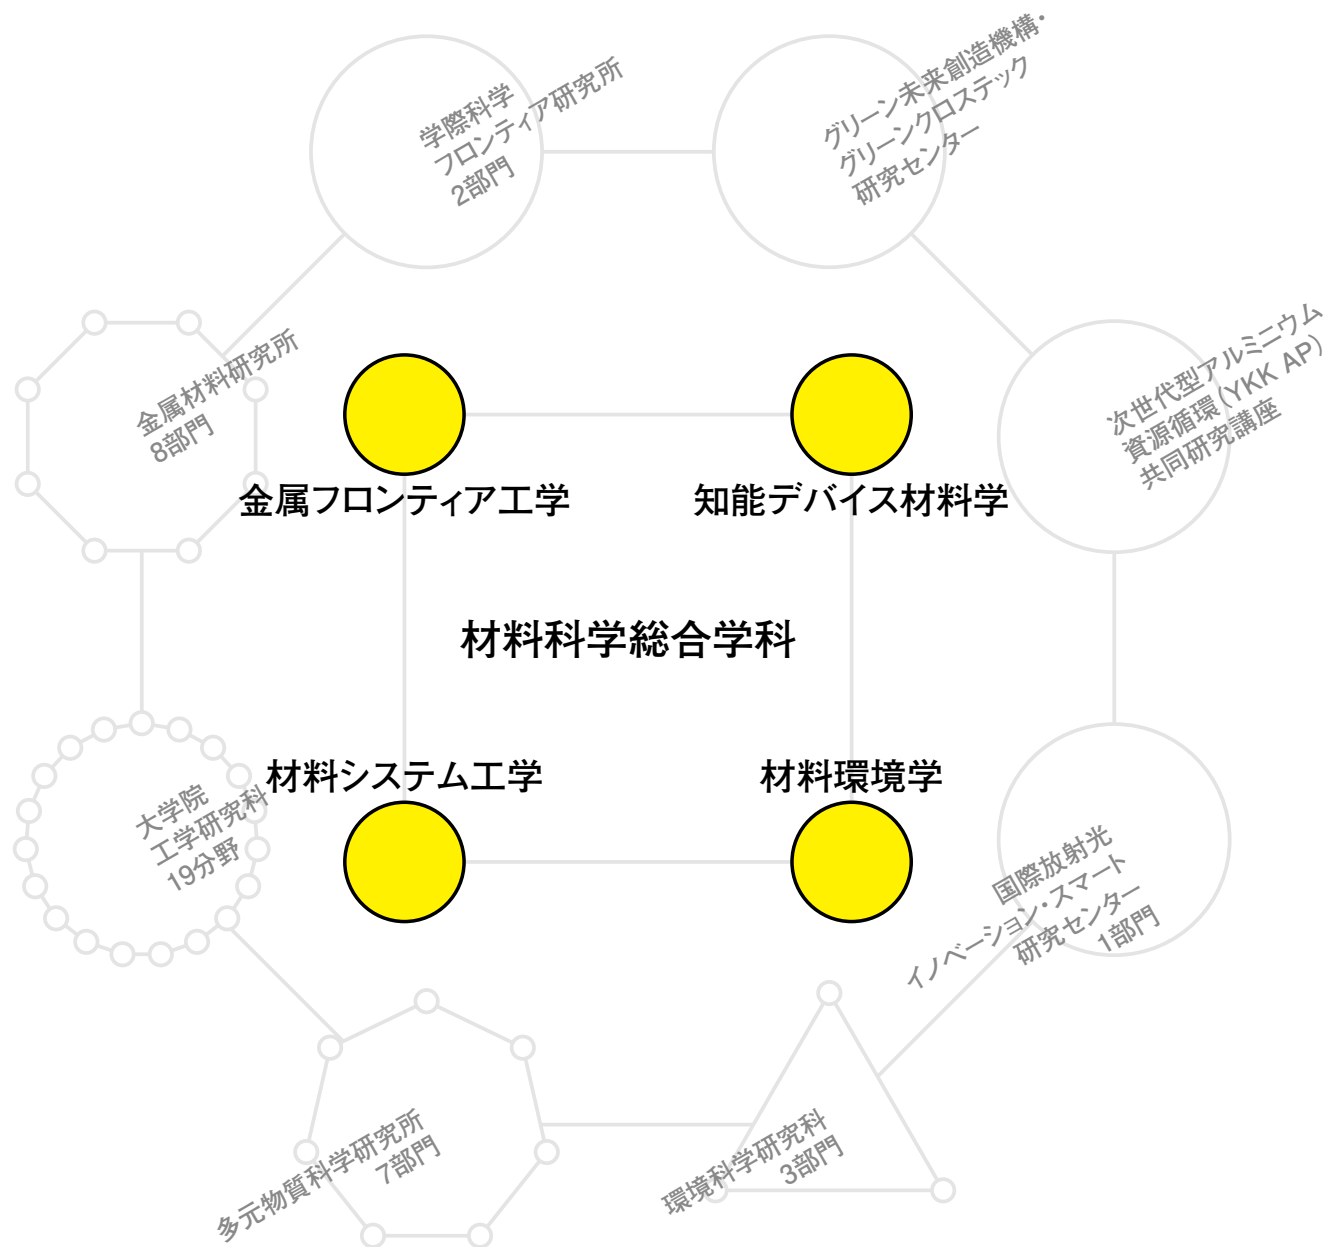 学際科学
フロンティア研究所
2部門
グリーン未来創造機構・
グリーンクロステック
研究センター
金属材料研究所
8部門
次世代型アルミニウム
資源循環（YKK AP）
共同研究講座
金属フロンティア工学
知能デバイス材料学
材料科学総合学科
材料システム工学
材料環境学
大学院
工学研究科
19分野
国際放射光
イノベーション・スマート
研究センター
1部門
多元物質科学研究所
7部門
環境科学研究科
3部門